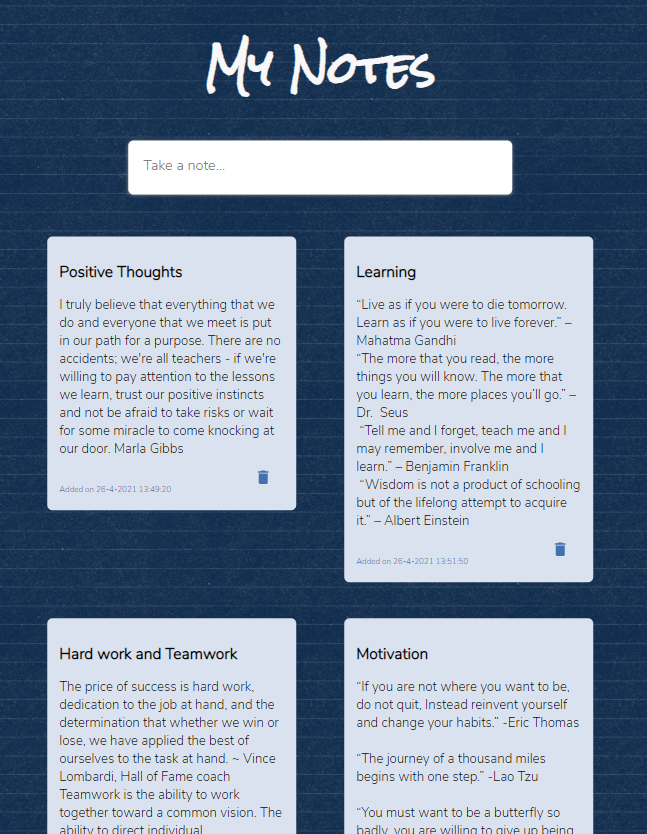 My Notes
Take a note...
Positive Thoughts
I truly believe that everything that we
do and everyone that we meet is put
in our path for a purpose. There are no
accidents; we're all teachers - if we're
willing to pay attention to the lessons
we learn, trust our positive instincts
and not be afraid to take risks or wait
for some miracle to come knocking at
our door. Marla Gibbs
Added on 26-4-2021 13:49:20
Learning
“Live as if you were to die tomorrow.
Learn as if you were to live forever.” –
Mahatma Gandhi
“The more that you read, the more
things you will know. The more that
you learn, the more places you’ll go.” –
Dr.  Seus
“Tell me and I forget, teach me and I
may remember, involve me and I
learn.” – Benjamin Franklin
“Wisdom is not a product of schooling
but of the lifelong attempt to acquire
it.” – Albert Einstein
Added on 26-4-2021 13:51:50
Hard work and Teamwork
The price of success is hard work,
dedication to the job at hand, and the
determination that whether we win or
lose, we have applied the best of
ourselves to the task at hand. ~ Vince
Lombardi, Hall of Fame coach
Teamwork is the ability to work
together toward a common vision. The
ability to direct individual
Motivation
“If you are not where you want to be,
do not quit, Instead reinvent yourself
and change your habits.” -Eric Thomas
“The journey of a thousand miles
begins with one step.” -Lao Tzu
“You must want to be a butterfly so
badly, you are willing to give up being